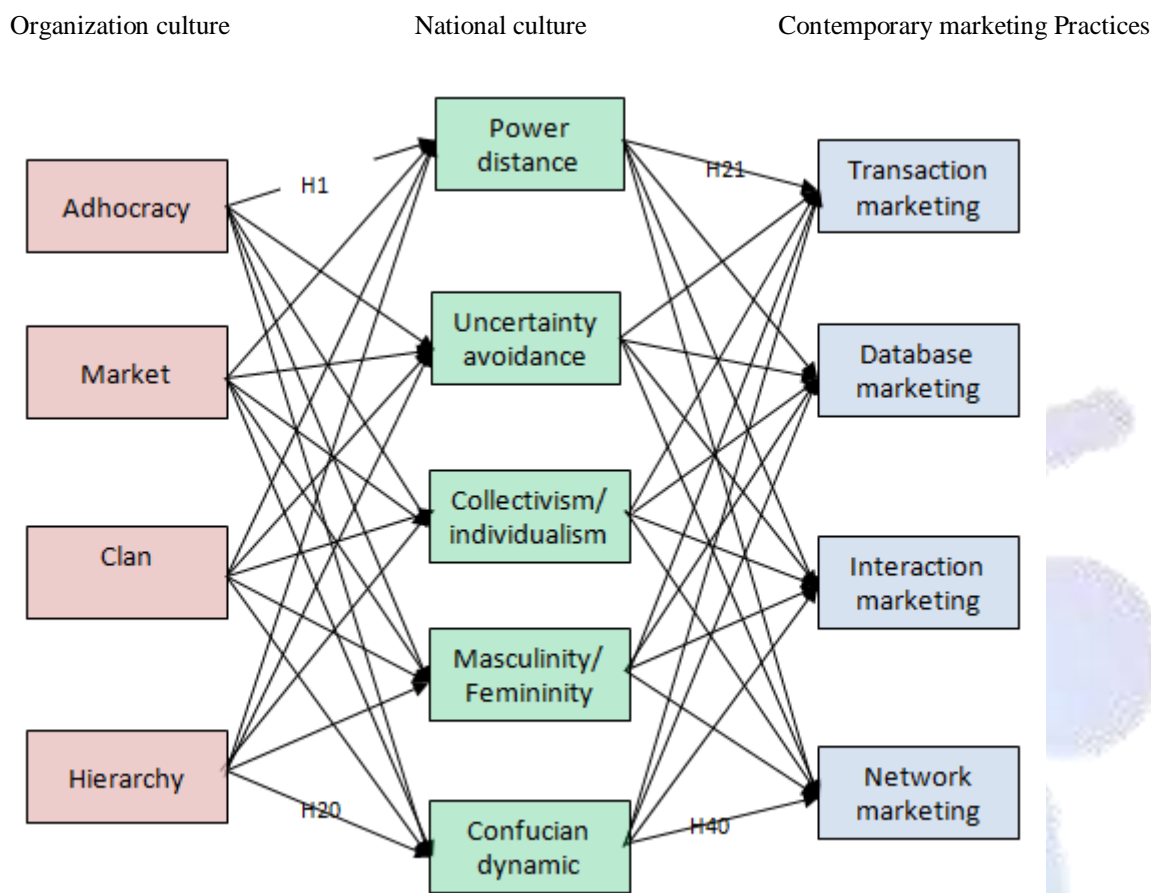 Organization culture
National culture
Contemporary marketing Practices
Power
distance
H1
H21
Transaction
marketing
Adhocracy
Uncertainty
avoidance
Database
marketing
Market
Collectivism/
individualism
Clan
Interaction
marketing
Masculinity/
Femininity
Hierarchy
Network
marketing
H20
Confucian
dynamic
H40